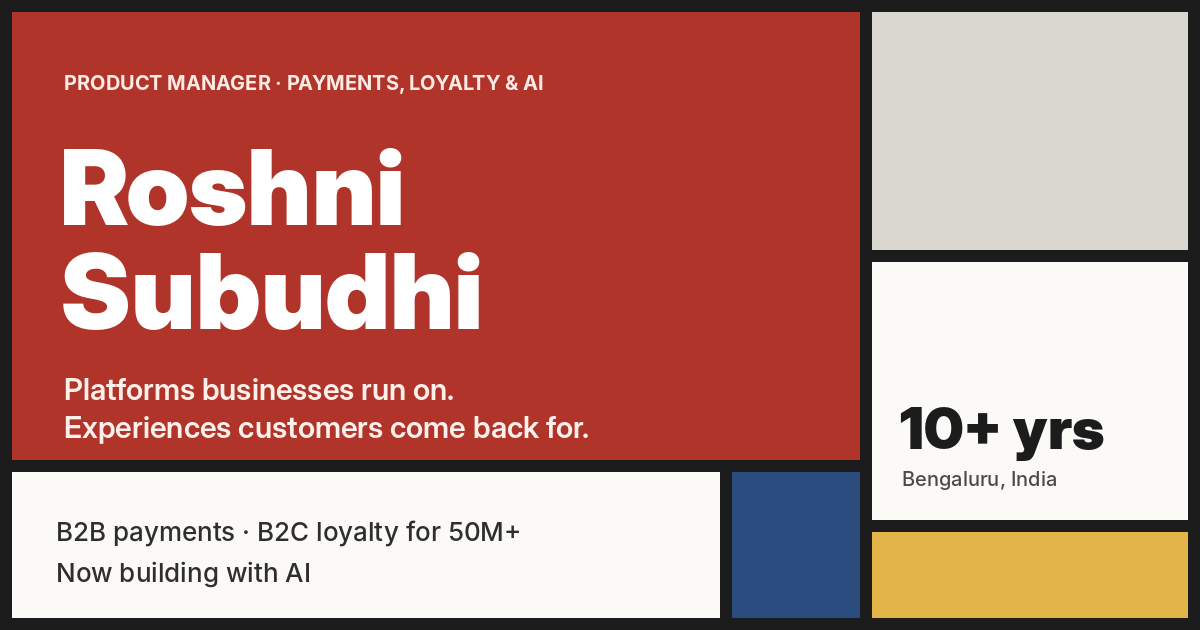 PRODUCT MANAGER · PAYMENTS, LOYALTY & AI
Roshni
Subudhi
Platforms businesses run on.
Experiences customers come back for.
10+ yrs
Bengaluru, India
B2B payments · B2C loyalty for 50M+
Now building with AI